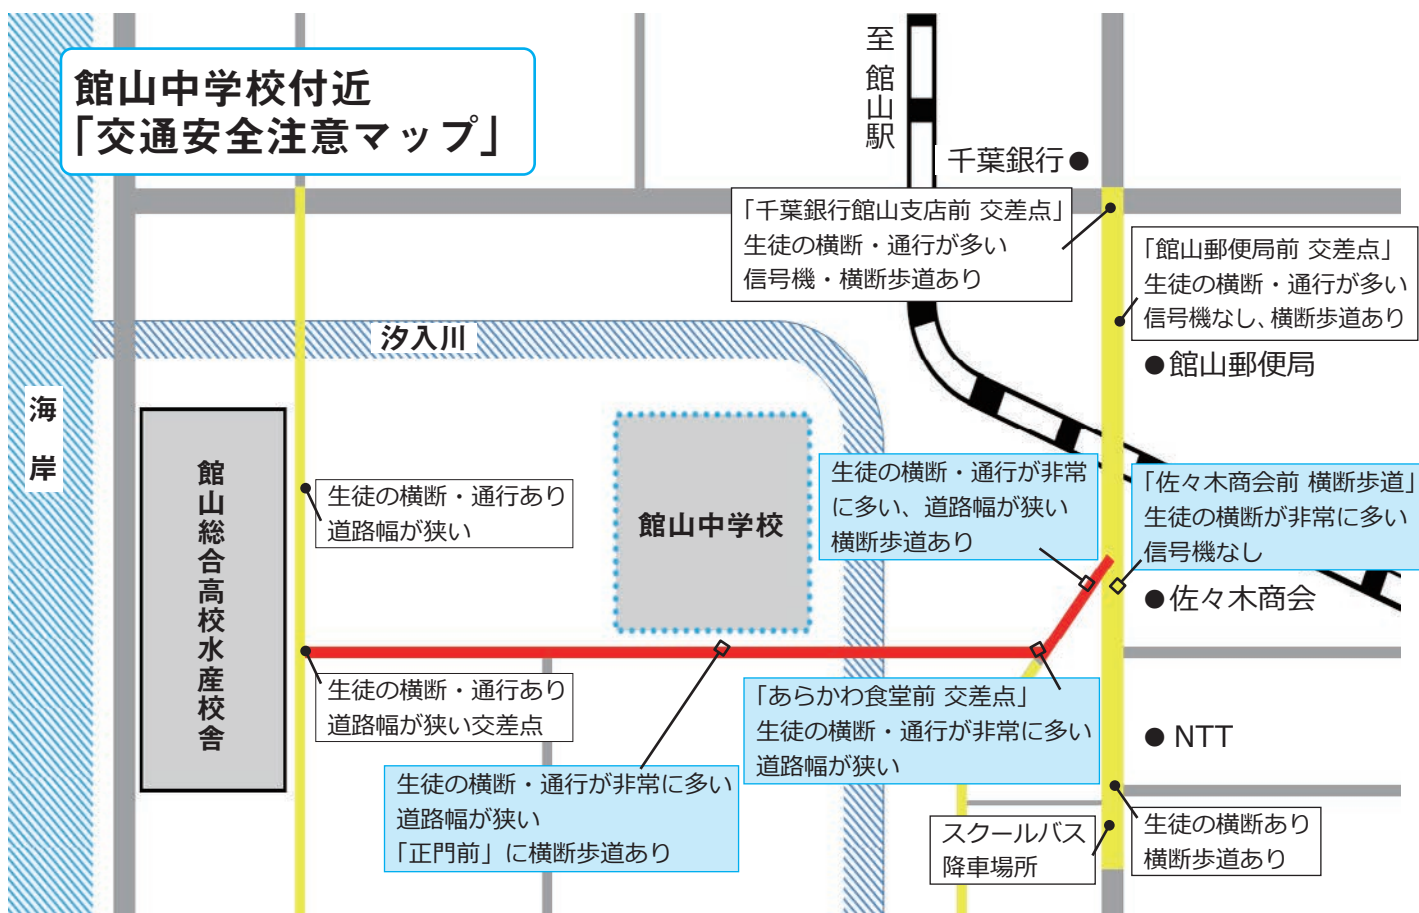 館山中学校付近
「交通安全注意マップ」
至 館山駅
千葉銀行
「千葉銀行館山支店前 交差点」
生徒の横断・通行が多い
信号機・横断歩道あり
「館山郵便局前 交差点」
生徒の横断・通行が多い
信号機なし、横断歩道あり
汐入川
館山郵便局
海岸
館山総合高校水産校舎
生徒の横断・通行あり
道路幅が狭い
館山中学校
生徒の横断・通行が非常
に多い、道路幅が狭い
横断歩道あり
「佐々木商会前 横断歩道」
生徒の横断が非常に多い
信号機なし
佐々木商会
生徒の横断・通行あり
道路幅が狭い交差点
「あらかわ食堂前 交差点」
生徒の横断・通行が非常に多い
道路幅が狭い
NTT
生徒の横断・通行が非常に多い
道路幅が狭い
「正門前」に横断歩道あり
スクールバス
降車場所
生徒の横断あり
横断歩道あり